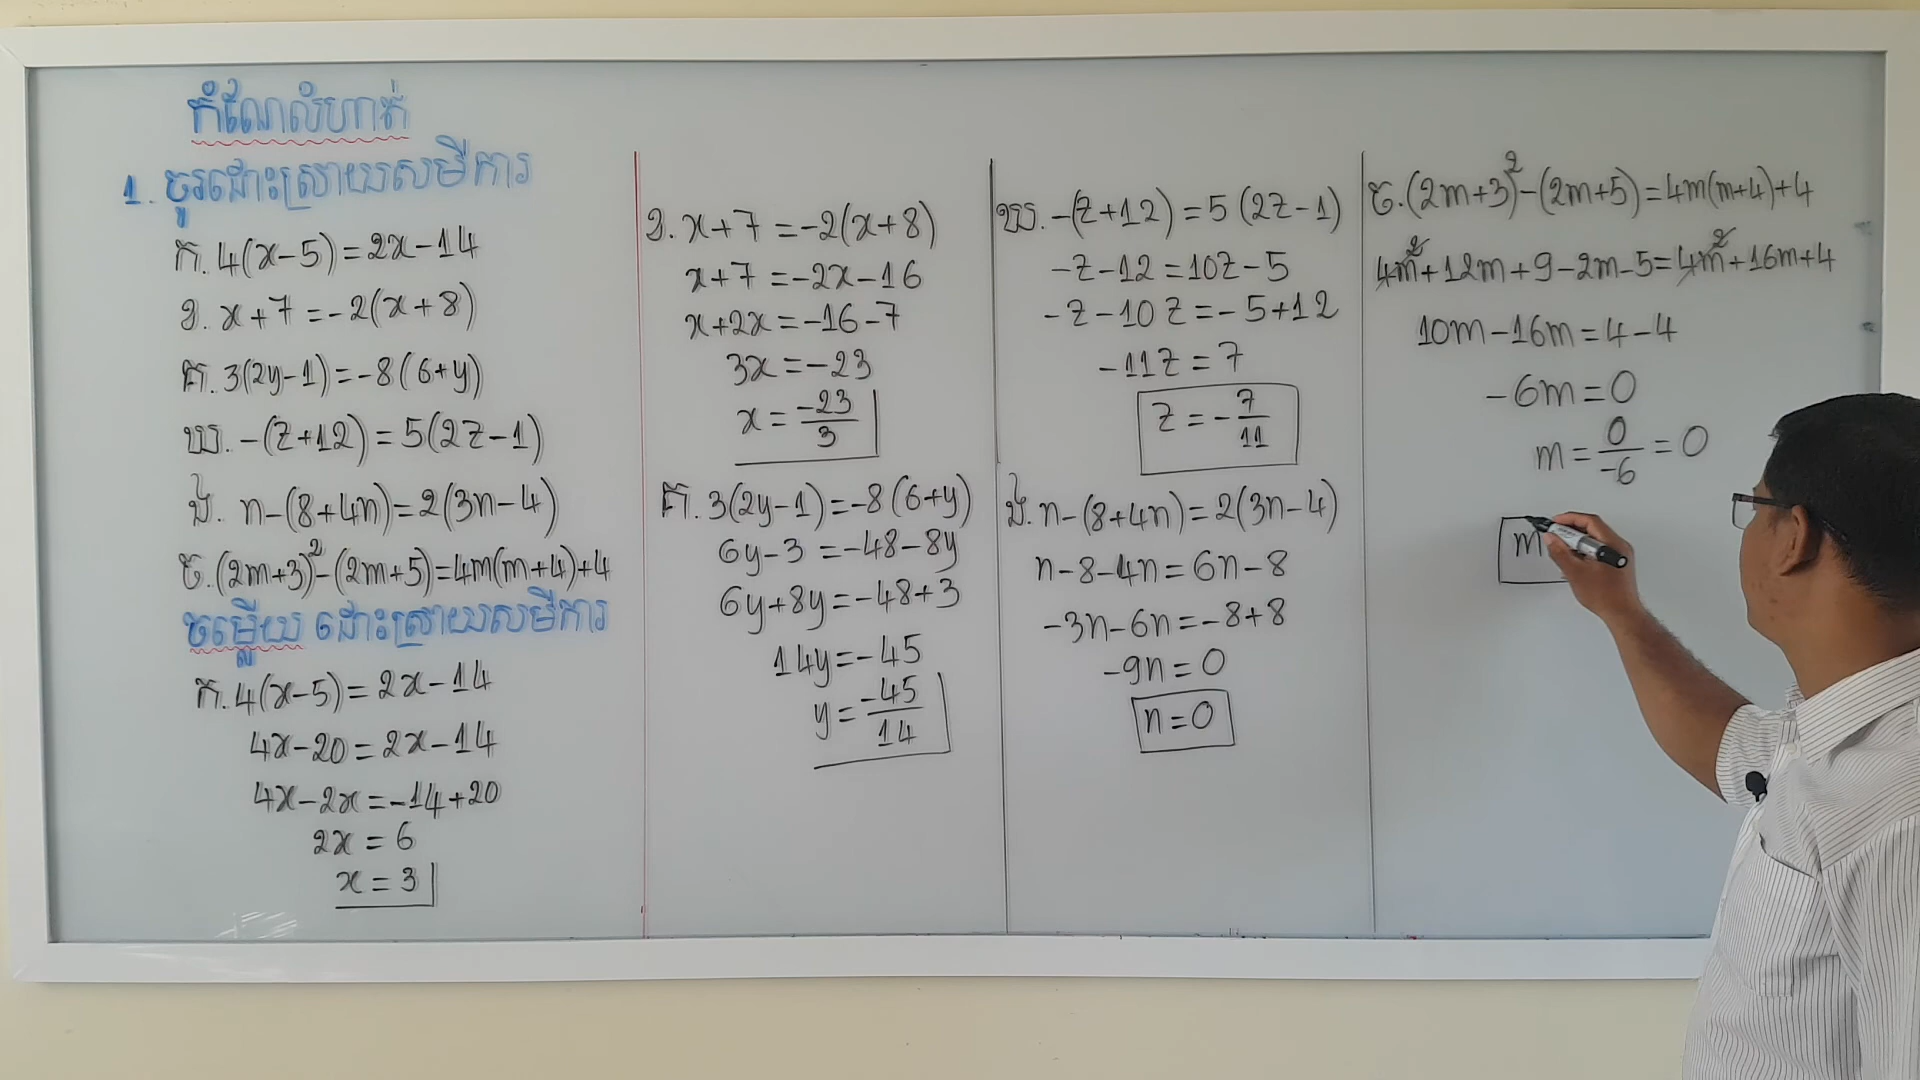 កំណែលំហាត់
1. ចូរដោះស្រាយសមីការ
ក. 4(x-5)=2x-14
ខ. x+7=-2(x+8)
គ. 3(2y-1)=-8(6+y)
ឃ. -(z+12)=5(2z-1)
ង. n-(8+4n)=2(3n-4)
ច. (2m+3)²-(2m+5)=4m(m+4)+4
ចម្លើយ ដោះស្រាយសមីការ
ក. 4(x-5)=2x-14
4x-20=2x-14
4x-2x=-14+20
2x=6
x=3
ខ. x+7=-2(x+8)
x+7=-2x-16
x+2x=-16-7
3x=-23
x=-23/3
គ. 3(2y-1)=-8(6+y)
6y-3=-48-8y
6y+8y=-48+3
14y=-45
y=-45/14
ឃ. -(z+12)=5(2z-1)
-z-12=10z-5
-z-10z=-5+12
-11z=7
z=-7/11
ង. n-(8+4n)=2(3n-4)
n-8-4n=6n-8
-3n-6n=-8+8
-9n=0
n=0
ច. (2m+3)²-(2m+5)=4m(m+4)+4
4m²+12m+9-2m-5=4m²+16m+4
10m-16m=4-4
-6m=0
m=0/-6=0
m